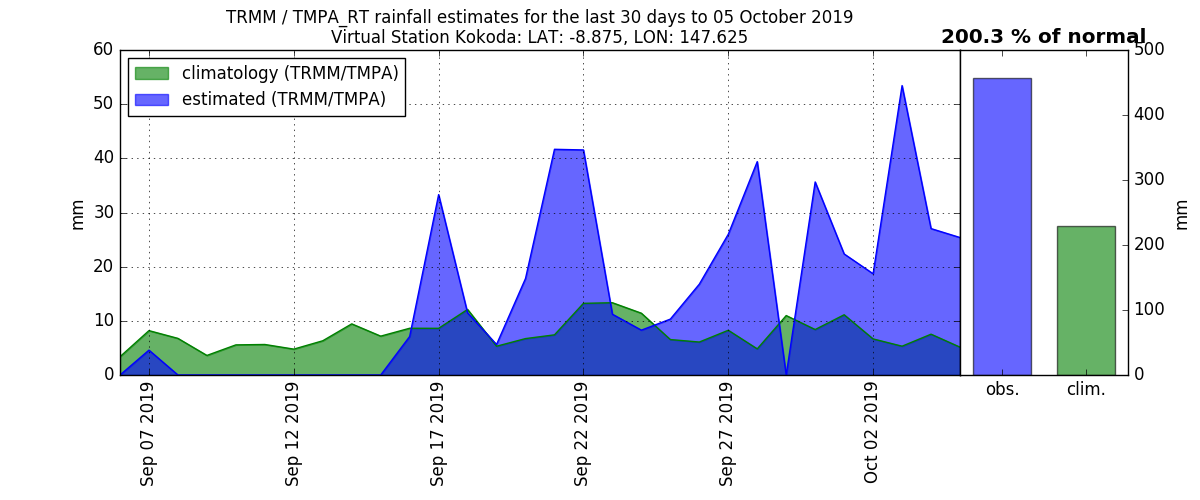 TRMM / TMPA_RT rainfall estimates for the last 30 days to 05 October 2019
Virtual Station Kokoda: LAT: -8.875, LON: 147.625
200.3 % of normal
climatology (TRMM/TMPA)
estimated (TRMM/TMPA)
60
50
40
30
20
10
0
mm
Sep 07 2019
Sep 12 2019
Sep 17 2019
Sep 22 2019
Sep 27 2019
Oct 02 2019
500
400
300
200
100
0
mm
obs.
clim.